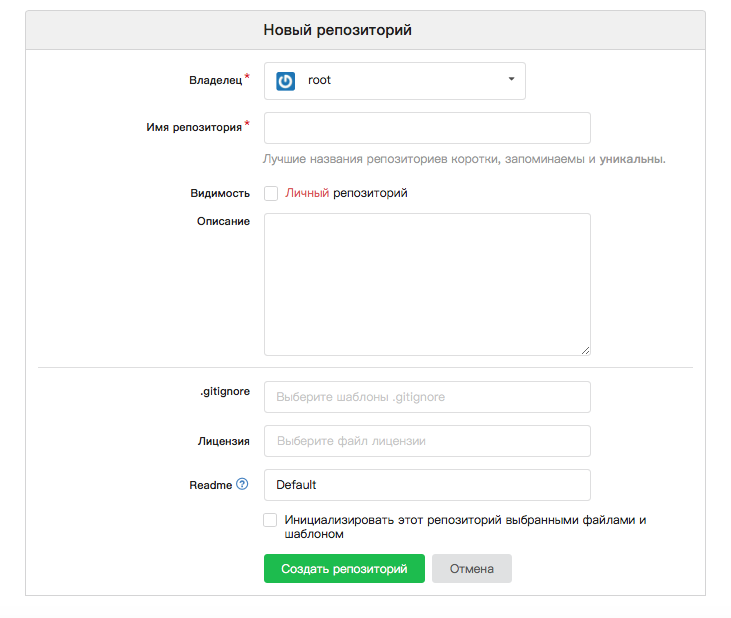 Новый репозиторий
Владелец*
root
Имя репозитория*
Лучшие названия репозиториев коротки, запоминаемы и уникальны.
Видимость
Личный репозиторий
Описание
.gitignore
Выберите шаблоны .gitignore
Лицензия
Выберите файл лицензии
Readme ?
Default
Инициализировать этот репозиторий выбранными файлами и
шаблоном
Создать репозиторий
Отмена